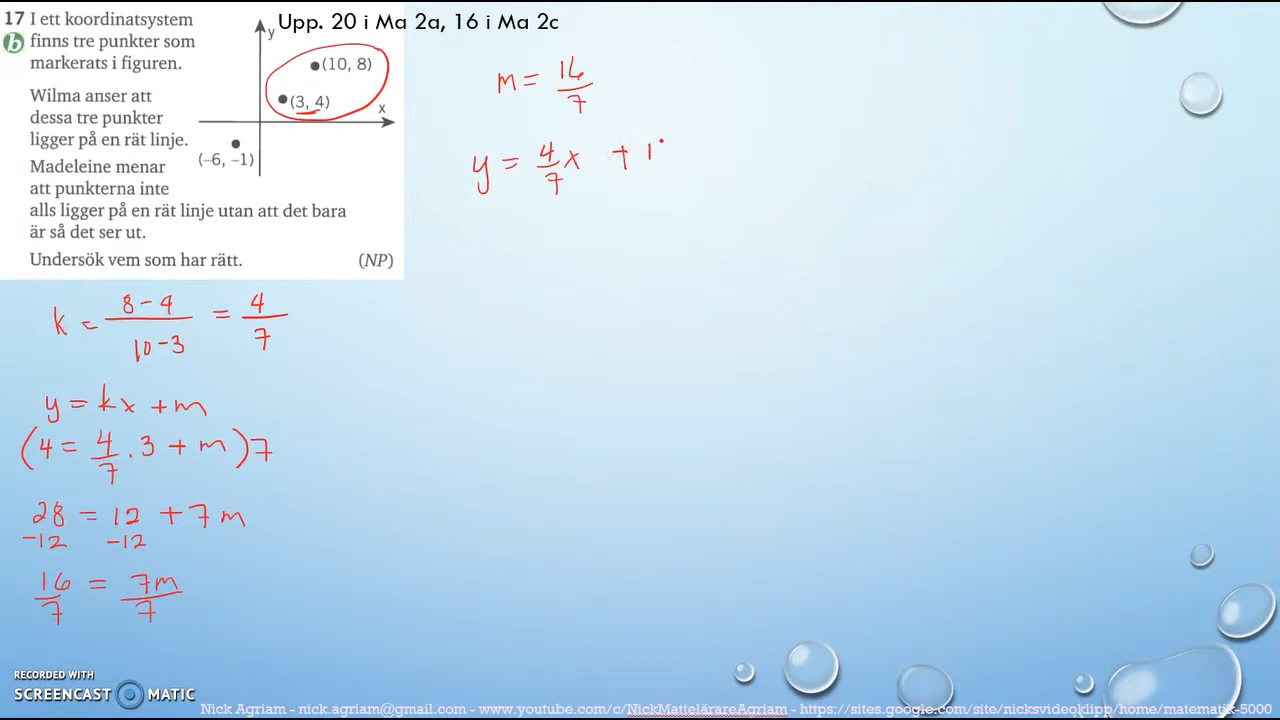 Upp. 20 i Ma 2a, 16 i Ma 2c
17 I ett koordinatsystem
b finns tre punkter som
markerats i figuren.
Wilma anser att
dessa tre punkter
ligger på en rät linje.
Madeleine menar
att punkterna inte
alls ligger på en rät linje utan att det bara
är så det ser ut.
Undersök vem som har rätt. (NP)
y
(10, 8)
(3, 4)
x
(–6, –1)
k = (8-4)/(10-3) = 4/7
y = kx + m
(4 = 4/7 · 3 + m) 7
28 = 12 + 7m
-12 -12
16/7 = 7m/7
m = 16/7
y = 4/7 x + 1
RECORDED WITH
SCREENCAST MATIC
Nick Agriam - nick.agriam@gmail.com - www.youtube.com/c/NickMattelärareAgriam - https://sites.google.com/site/nicksvideoklipp/home/matematik-5000